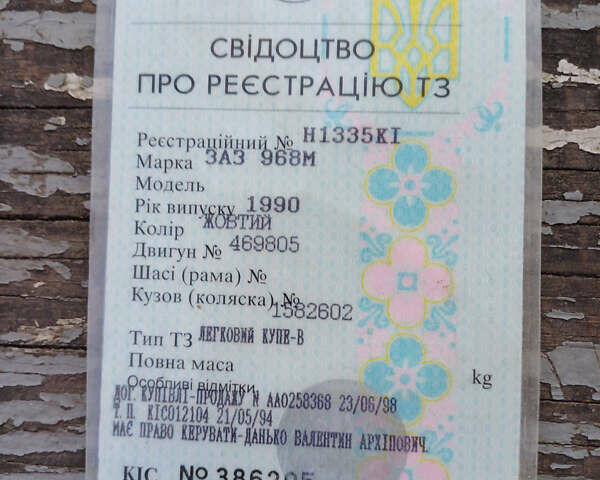 СВІДОЦТВО
ПРО РЕЄСТРАЦІЮ ТЗ
Реєстраційний № Н1335КІ
Марка ЗАЗ 968М
Модель
Рік випуску 1990
Колір ЖОВТИЙ
Двигун № 469805
Шасі (рама) №
Кузов (коляска) № 1582602
Тип ТЗ ЛЕГКОВИЙ КУПЕ-В
Повна маса kg
Особливі відмітки
ДОГ. КУПІВЛІ-ПРОДАЖУ N ААО258368 23/06/98
Т. П. КІС012104 21/05/94
МАЄ ПРАВО КЕРУВАТИ-ДАНЬКО ВАЛЕНТИН АРХІПОВИЧ.
КІС №